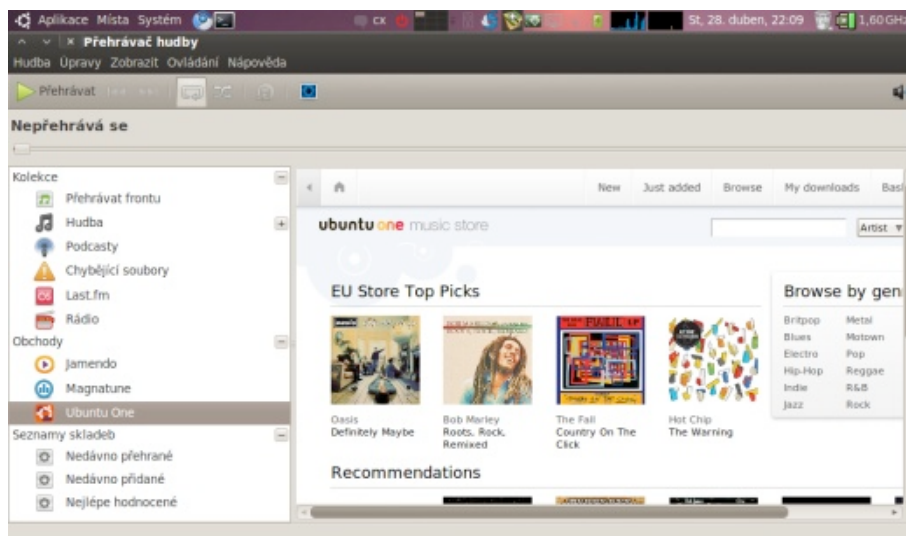 Aplikace Místa Systém CX St, 28. duben, 22:09 1,60 GHz
Přehrávač hudby
Hudba Úpravy Zobrazit Ovládání Nápověda
Přehrávat
Nepřehrává se
Kolekce
Přehrávat frontu
Hudba
Podcasty
Chybějící soubory
Last.fm
Rádio
Obchody
Jamendo
Magnatune
Ubuntu One
Seznamy skladeb
Nedávno přehrané
Nedávno přidané
Nejlépe hodnocené
New Just added Browse My downloads Bas
ubuntu one music store
Artist
EU Store Top Picks
Oasis
Definitely Maybe
Bob Marley
Roots, Rock,
Remixed
The Fall
Country On The
Click
Hot Chip
The Warning
Browse by gen
Britpop Metal
Blues Motown
Electro Pop
Hip-Hop Reggae
Indie R&B
Jazz Rock
Recommendations